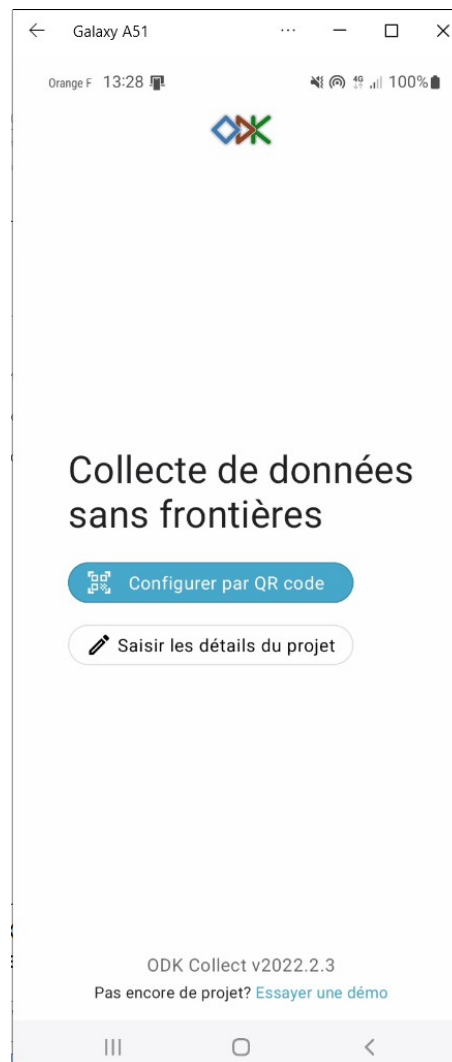 Galaxy A51
Orange F 13:28 4G 100%
ODK
Collecte de données
sans frontières
Configurer par QR code
Saisir les détails du projet
ODK Collect v2022.2.3
Pas encore de projet? Essayer une démo